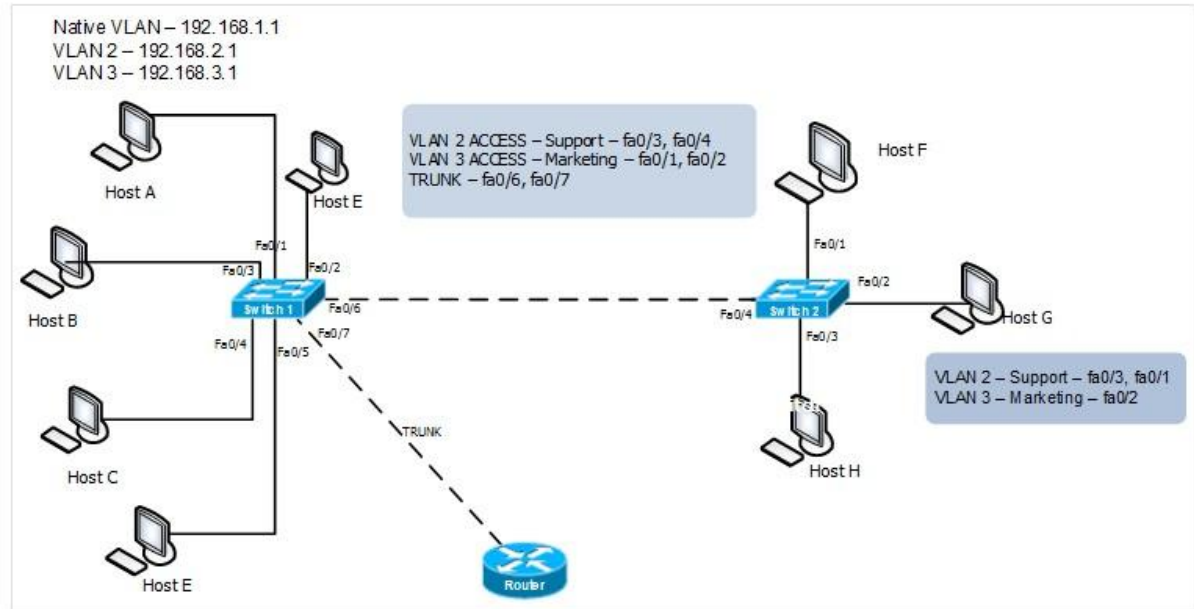 Native VLAN – 192.168.1.1
VLAN 2 – 192.168.2.1
VLAN 3 – 192.168.3.1
Host A
Host E
VLAN 2 ACCESS – Support – fa0/3, fa0/4
VLAN 3 ACCESS – Marketing – fa0/1, fa0/2
TRUNK – fa0/6, fa0/7
Host F
Host B
Fa0/1
Fa0/3
Fa0/2
Switch 1
Fa0/6
Fa0/7
Fa0/4
Fa0/5
Fa0/1
Fa0/2
Switch 2
Fa0/4
Fa0/3
Host G
VLAN 2 – Support – fa0/3, fa0/1
VLAN 3 – Marketing – fa0/2
Host C
TRUNK
Host H
Host E
Router